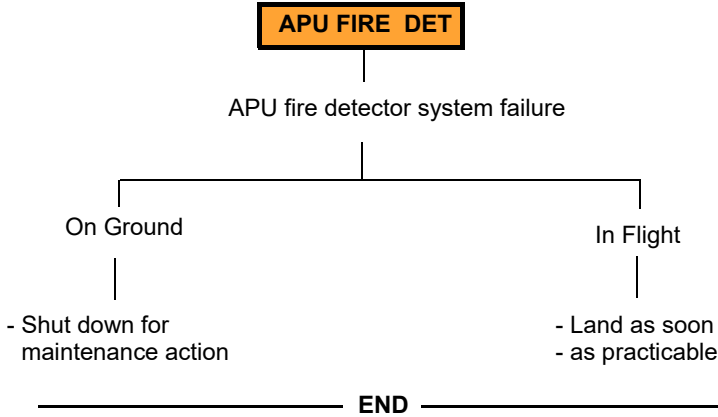 APU FIRE DET
APU fire detector system failure
On Ground
In Flight
- Shut down for
maintenance action
- Land as soon
- as practicable
END